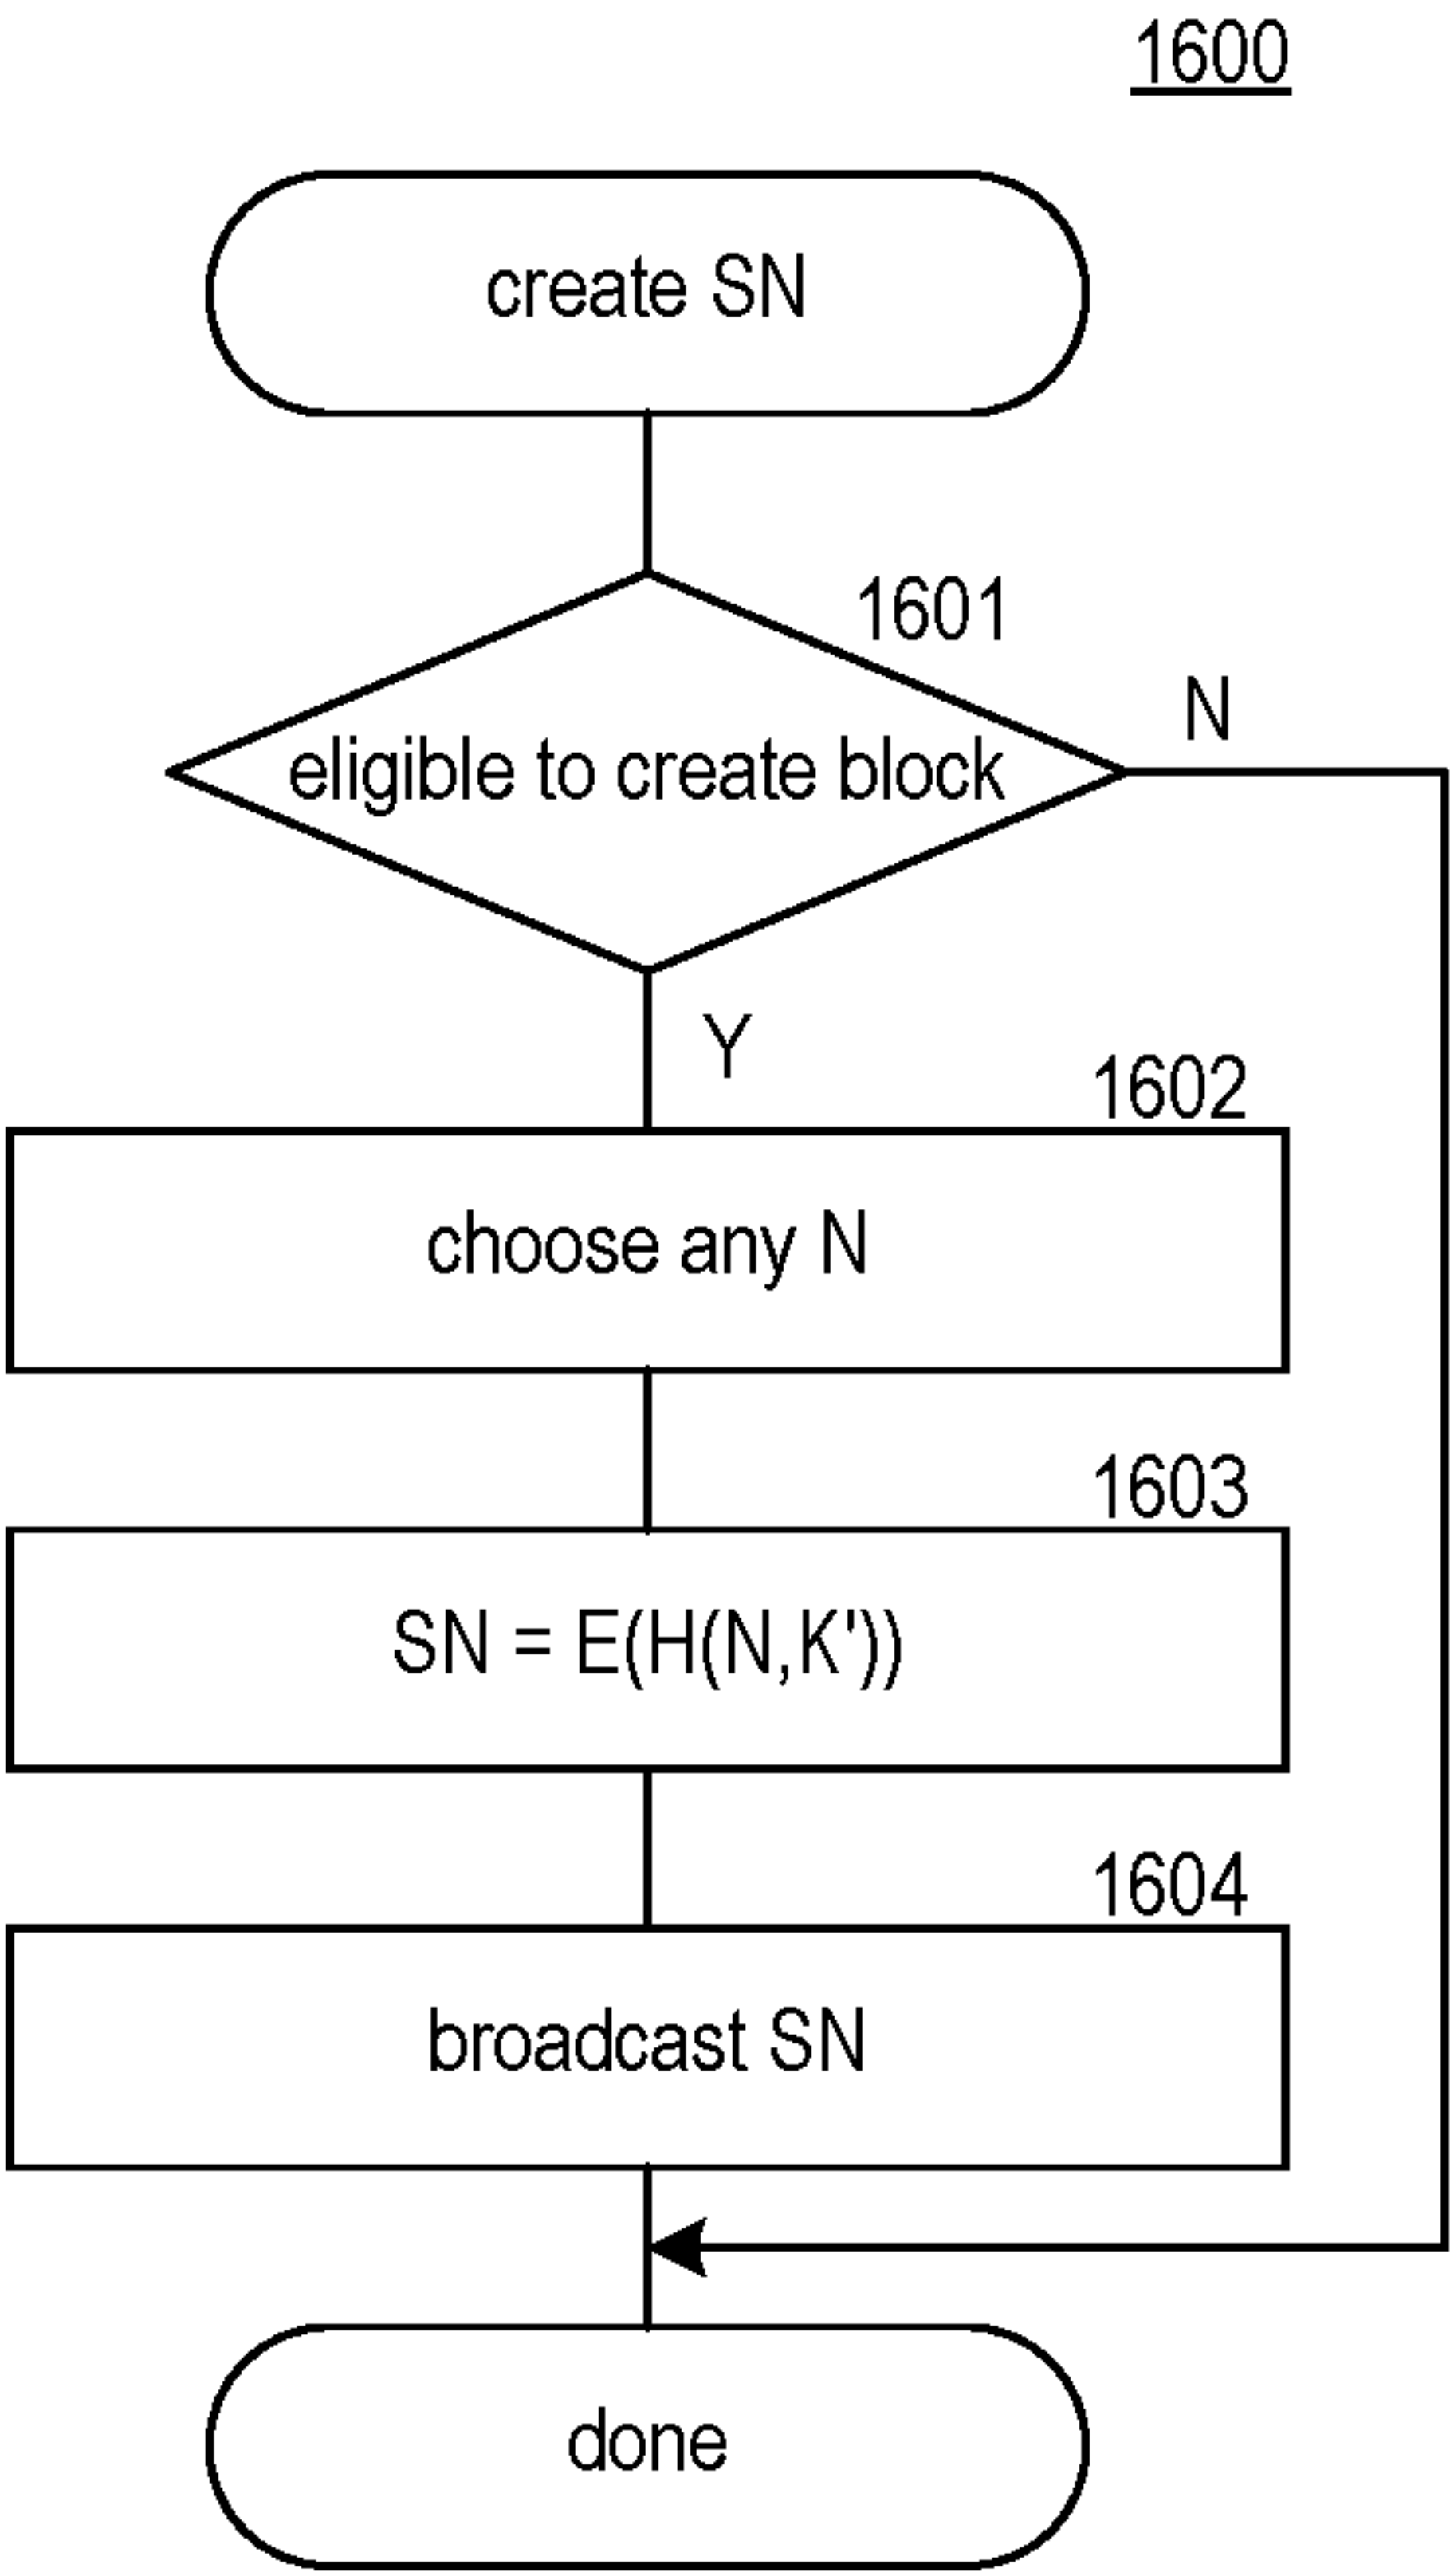 1600
create SN
1601
eligible to create block
N
Y
1602
choose any N
1603
SN = E(H(N,K'))
1604
broadcast SN
done